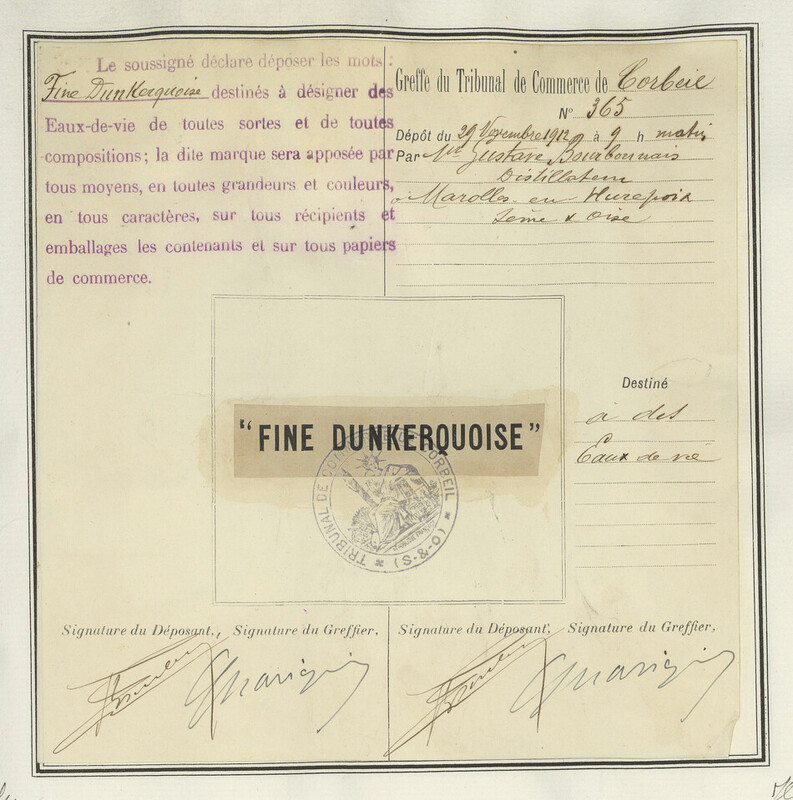 Le soussigné déclare déposer les mots :
Fine Dunkerquoise destinés à désigner des
Eaux-de-vie de toutes sortes et de toutes
compositions ; la dite marque sera apposée par
tous moyens, en toutes grandeurs et couleurs,
en tous caractères, sur tous récipients et
emballages les contenants et sur tous papiers
de commerce.
Greffe du Tribunal de Commerce de Corbeil
N° 365
Dépôt du 29 Novembre 1912 à 9 h matin
Par Mr Gustave Bourbonnais
Distillateur
à Marolles en Hurepoix
Seine & Oise
"FINE DUNKERQUOISE"
TRIBUNAL DE COMMERCE DE CORBEIL
(S-&-O)
Destiné
à des
Eaux de vie
Signature du Déposant, Signature du Greffier.
Signature du Déposant, Signature du Greffier.